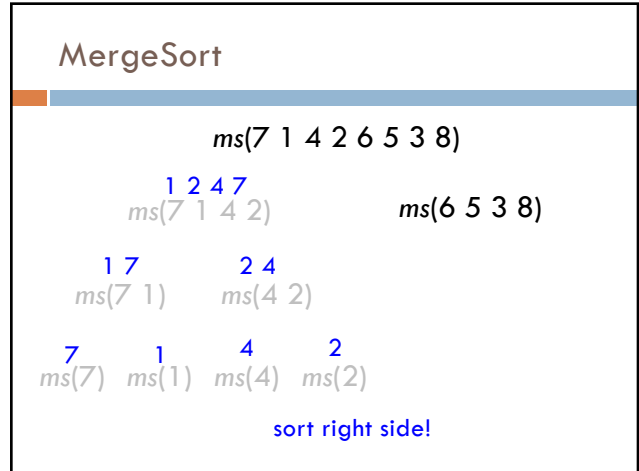 MergeSort
ms(7 1 4 2 6 5 3 8)
1 2 4 7
ms(7 1 4 2) ms(6 5 3 8)
1 7 2 4
ms(7 1) ms(4 2)
7 1 4 2
ms(7) ms(1) ms(4) ms(2)
sort right side!